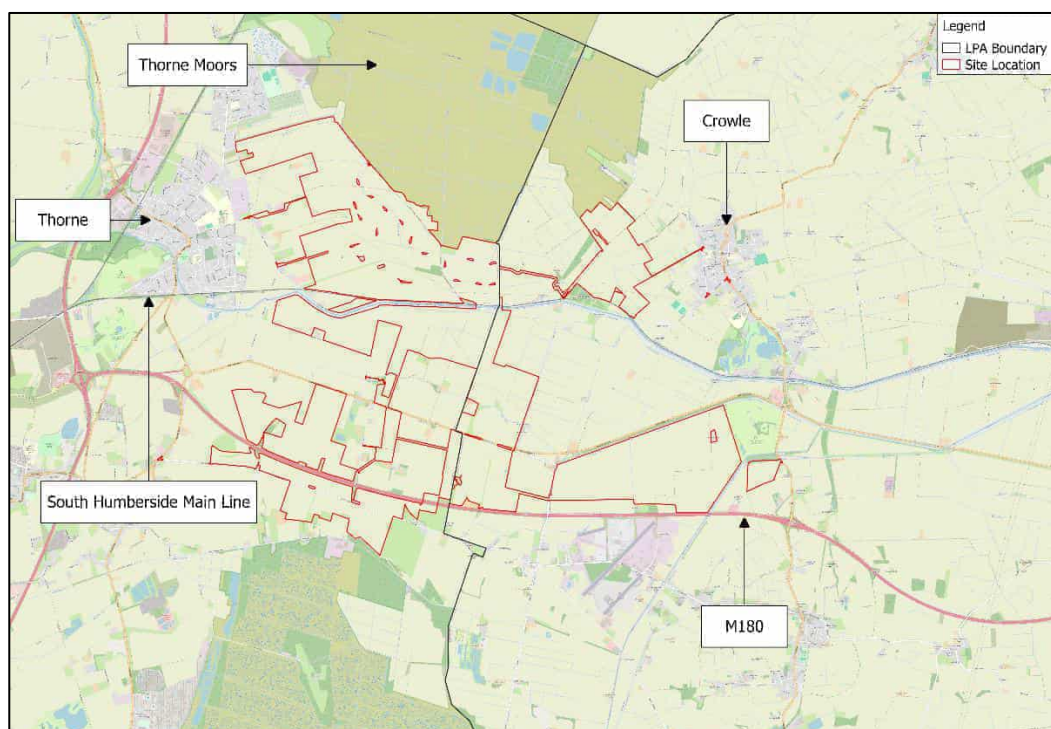 Legend
LPA Boundary
Site Location
Thorne Moors
Crowle
Thorne
South Humberside Main Line
M180